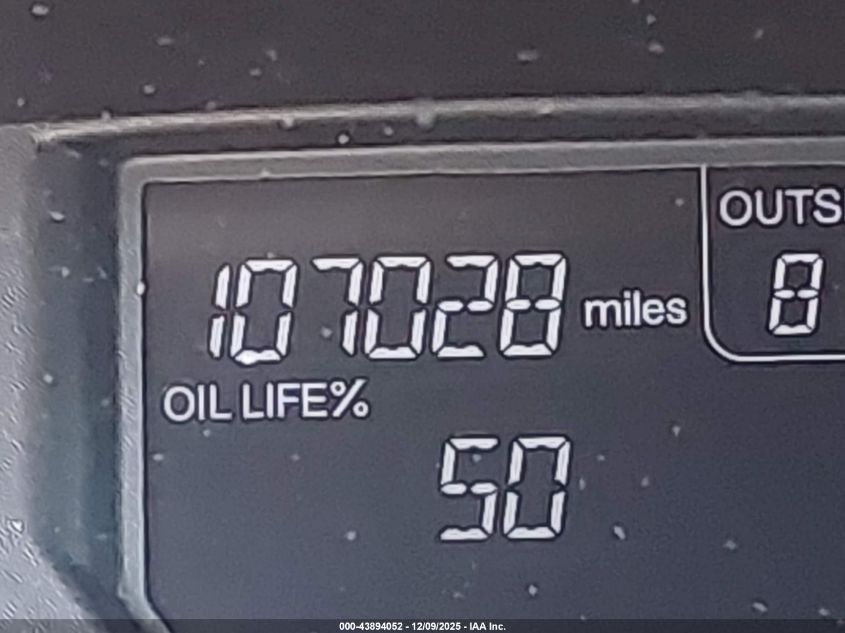 OUTS
107028 miles
8
OIL LIFE%
50
000-43894052 - 12/09/2025 - IAA Inc.